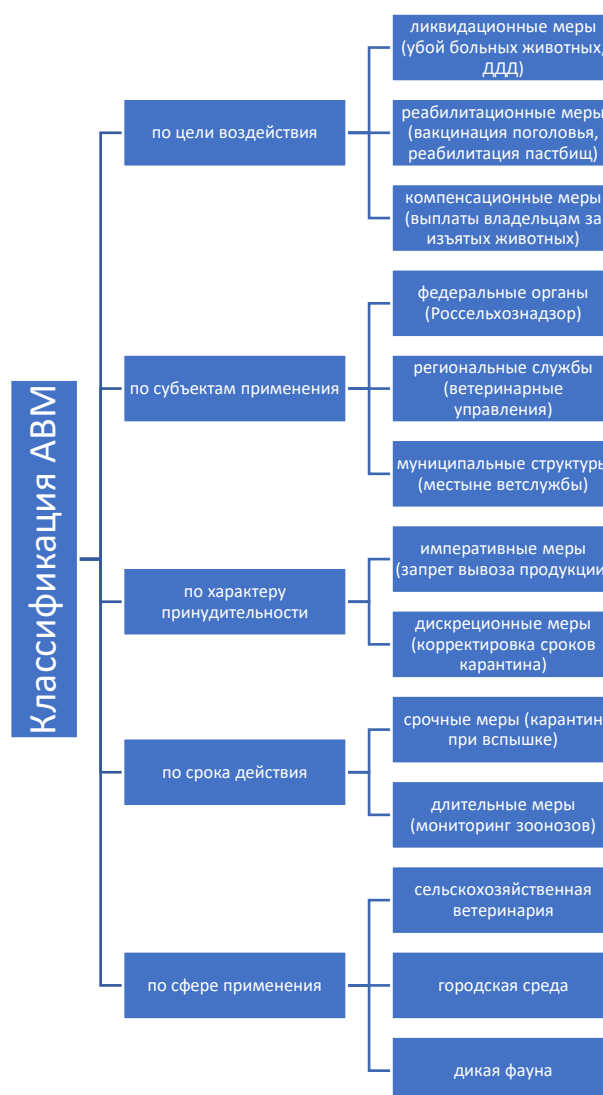 Классификация АВМ
по цели воздействия
ликвидационные меры
(убой больных животных,
ДДД)
реабилитационные меры
(вакцинация поголовья,
реабилитация пастбищ)
компенсационные меры
(выплаты владельцам за
изъятых животных)
по субъектам применения
федеральные органы
(Россельхознадзор)
региональные службы
(ветеринарные
управления)
муниципальные структуры
(местыне ветслужбы)
по характеру
принудительности
императивные меры
(запрет вывоза продукции)
дискреционные меры
(корректировка сроков
карантина)
по срока действия
срочные меры (карантин
при вспышке)
длительные меры
(мониторинг зоонозов)
по сфере применения
сельскохозяйственная
ветеринария
городская среда
дикая фауна